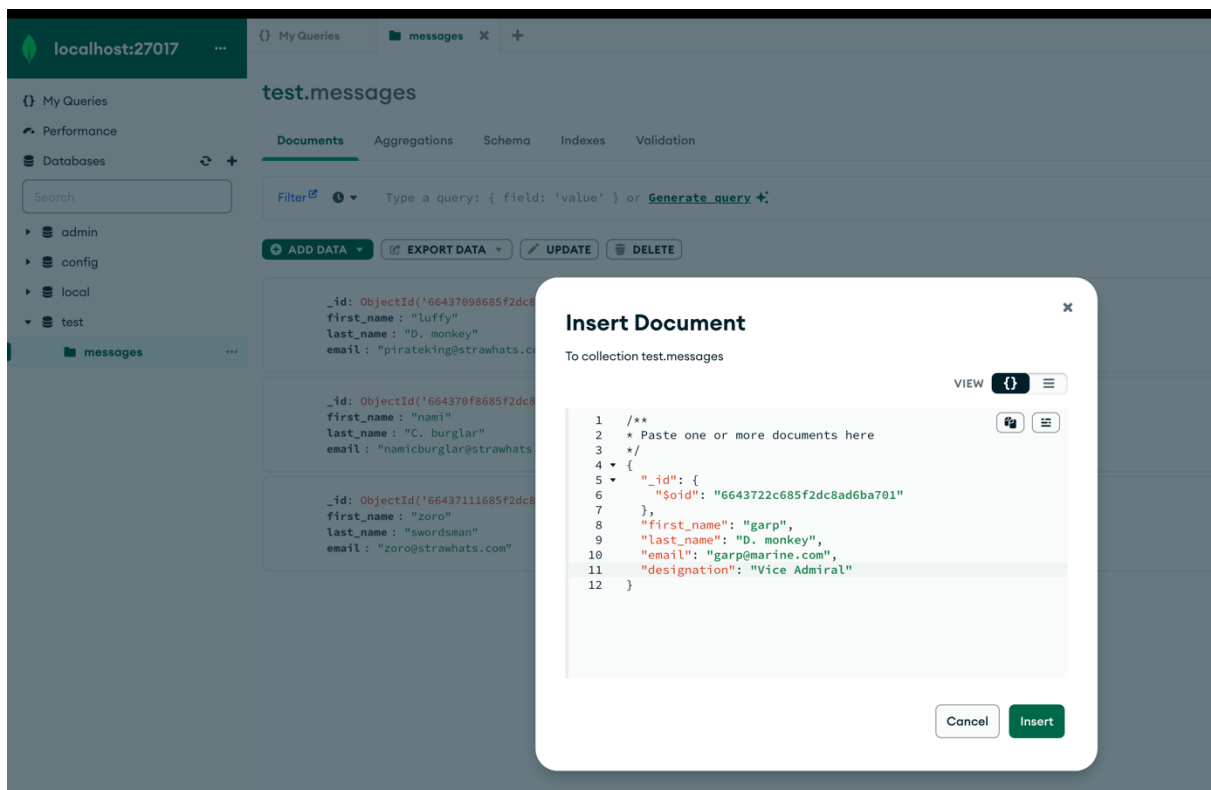 localhost:27017 ...
{} My Queries
messages
My Queries
Performance
Databases
Search
admin
config
local
test
messages ...
test.messages
Documents Aggregations Schema Indexes Validation
Filter Type a query: { field: 'value' } or Generate query
ADD DATA EXPORT DATA UPDATE DELETE
_id: ObjectId('66437098685f2dc8
first_name : "luffy"
last_name : "D. monkey"
email : "pirateking@strawhats.co
_id: ObjectId('664370f8685f2dc8
first_name : "nami"
last_name : "C. burglar"
email : "namicburglar@strawhats.
_id: ObjectId('66437111685f2dc8
first_name : "zoro"
last_name : "swordsman"
email : "zoro@strawhats.com"
Insert Document
To collection test.messages
VIEW {}
1 /**
2 * Paste one or more documents here
3 */
4 {
5 "_id": {
6 "$oid": "6643722c685f2dc8ad6ba701"
7 },
8 "first_name": "garp",
9 "last_name": "D. monkey",
10 "email": "garp@marine.com",
11 "designation": "Vice Admiral"
12 }
Cancel Insert